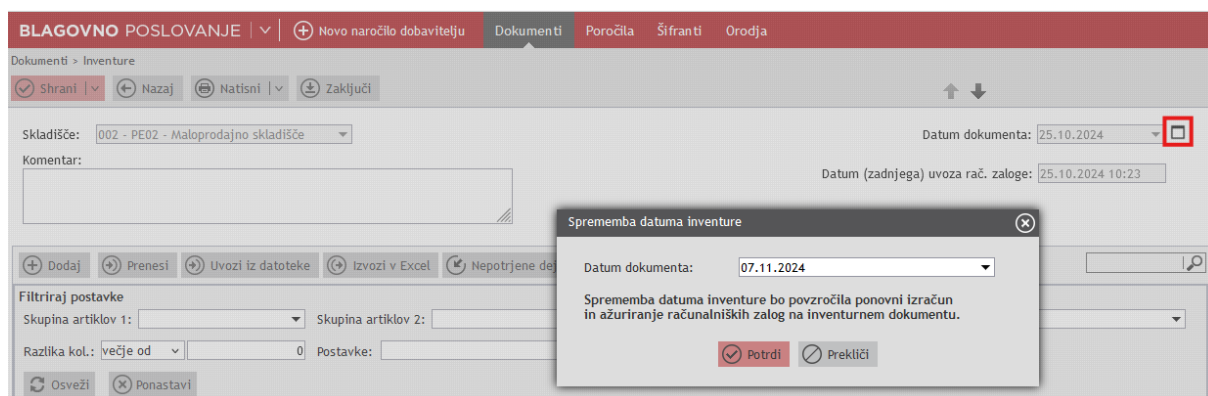 BLAGOVNO POSLOVANJE Novo naročilo dobavitelju Dokumenti Poročila Šifranti Orodja
Dokumenti > Inventure
Shrani Nazaj Natisni Zaključi
Skladišče: 002 - PE02 - Maloprodajno skladišče Datum dokumenta: 25.10.2024
Komentar:
Datum (zadnjega) uvoza rač. zaloge: 25.10.2024 10:23
Sprememba datuma inventure
Dodaj Prenesi Uvozi iz datoteke Izvozi v Excel Nepotrjene dej
Datum dokumenta: 07.11.2024
Filtriraj postavke
Sprememba datuma inventure bo povzročila ponovni izračun
in ažuriranje računalniških zalog na inventurnem dokumentu.
Skupina artiklov 1: Skupina artiklov 2:
Razlika kol.: večje od 0 Postavke:
Potrdi Prekliči
Osveži Ponastavi